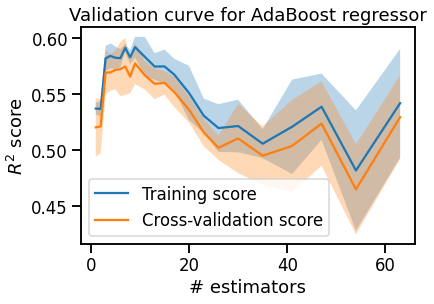 Validation curve for AdaBoost regressor
R² score
0.60
0.55
0.50
0.45
Training score
Cross-validation score
0
20
40
60
# estimators